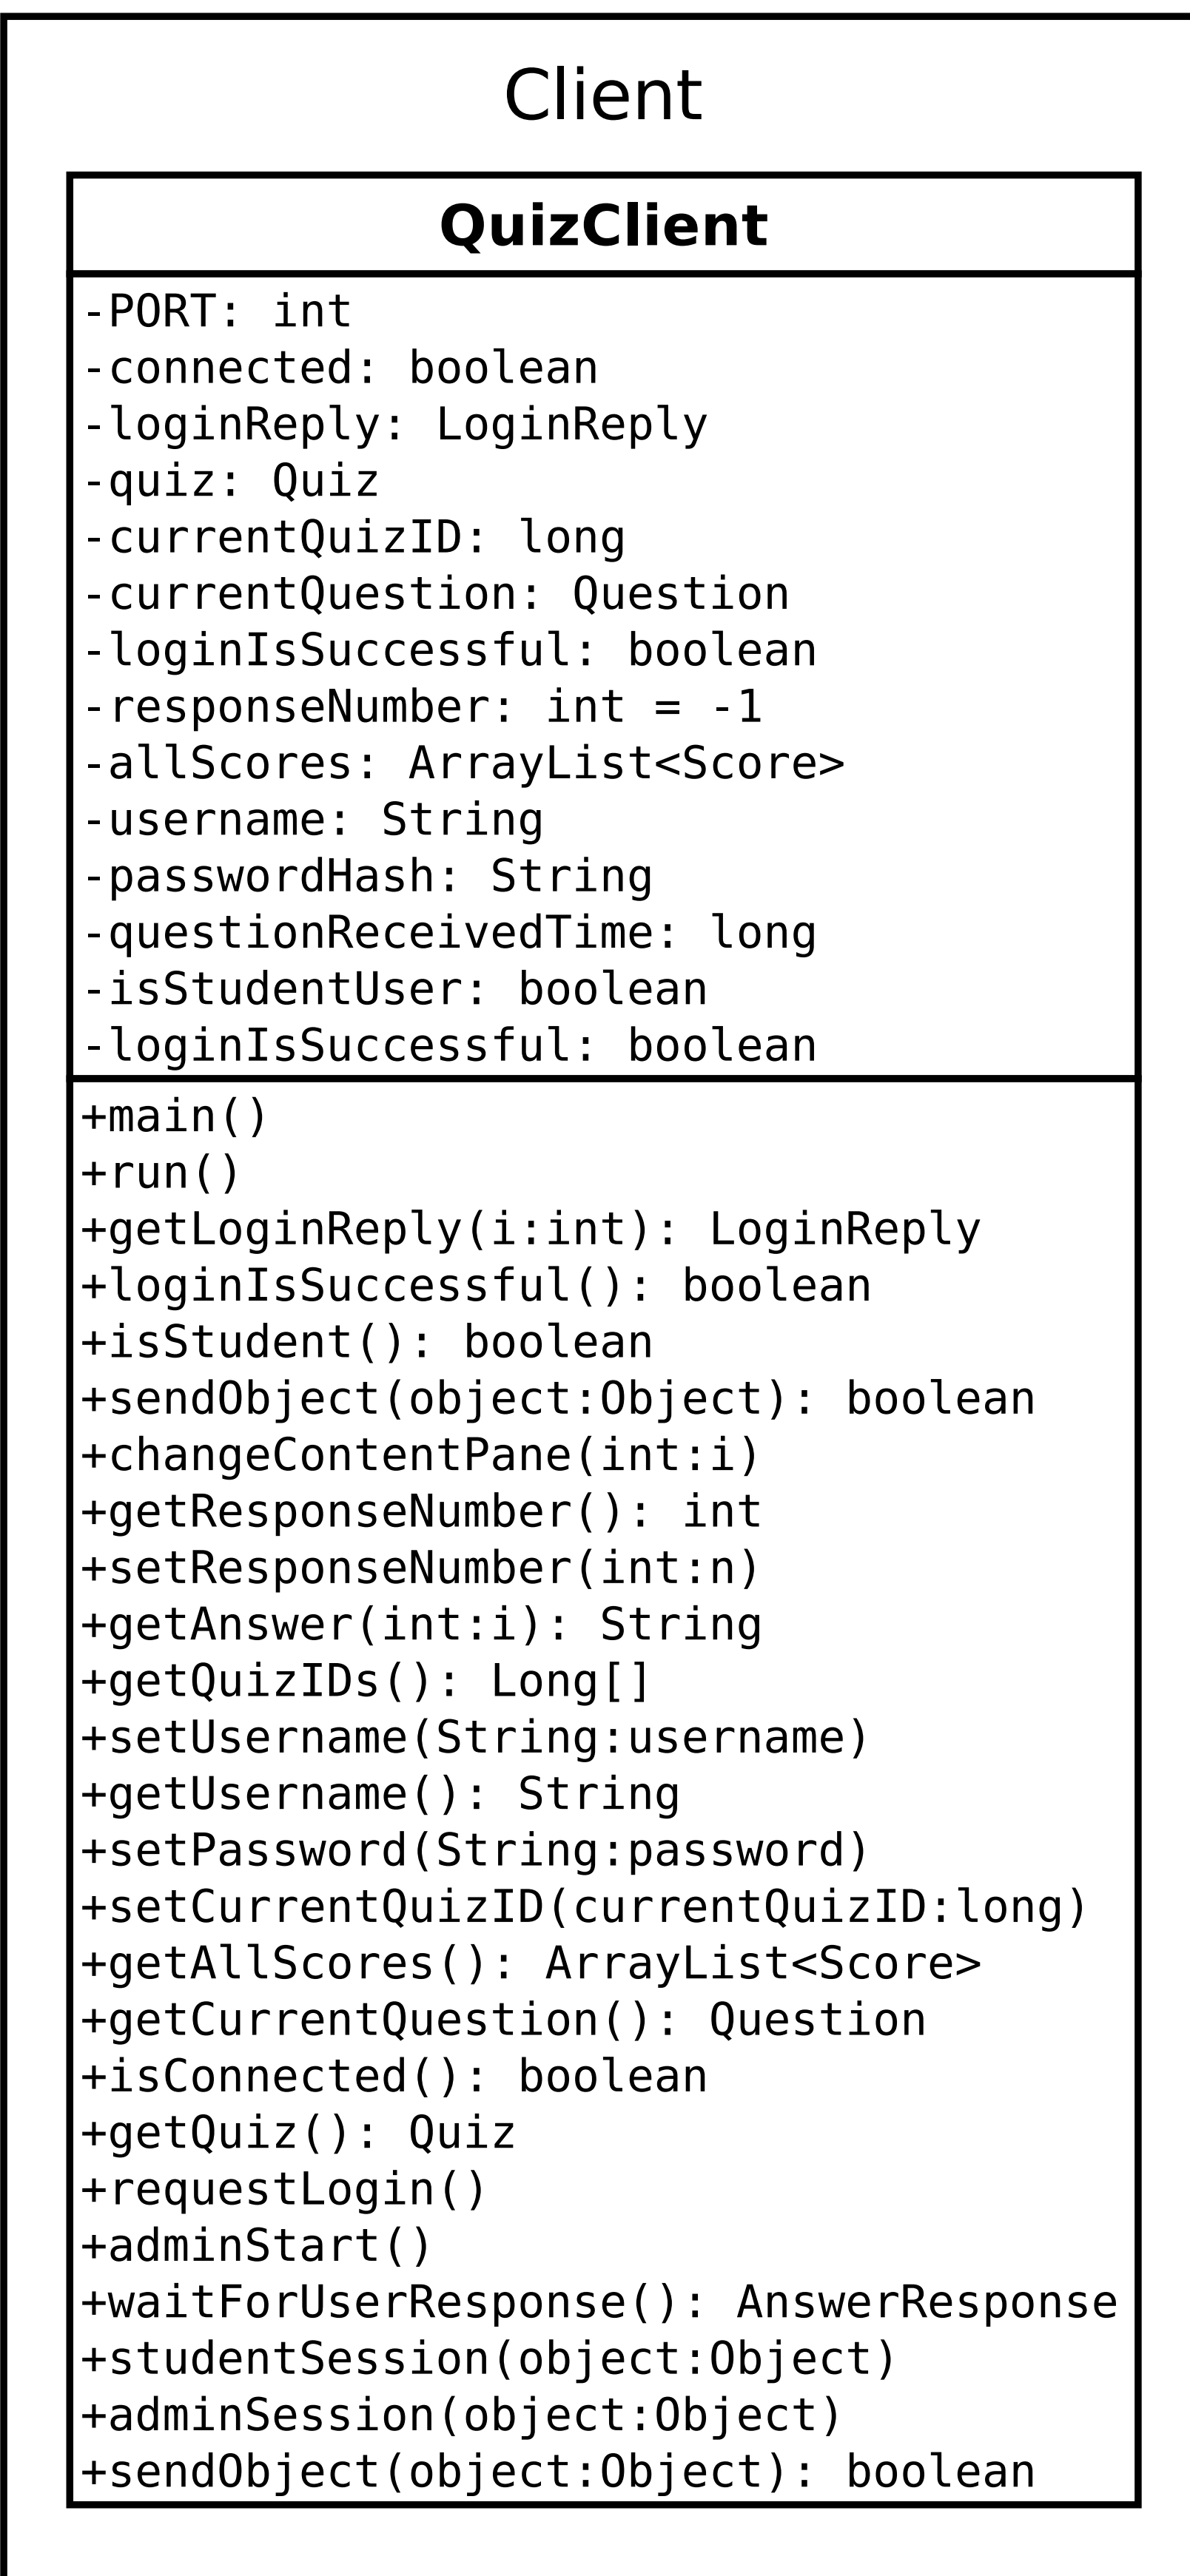 Client
QuizClient
-PORT: int
-connected: boolean
-loginReply: LoginReply
-quiz: Quiz
-currentQuizID: long
-currentQuestion: Question
-loginIsSuccessful: boolean
-responseNumber: int = -1
-allScores: ArrayList<Score>
-username: String
-passwordHash: String
-questionReceivedTime: long
-isStudentUser: boolean
-loginIsSuccessful: boolean
+main()
+run()
+getLoginReply(i:int): LoginReply
+loginIsSuccessful(): boolean
+isStudent(): boolean
+sendObject(object:Object): boolean
+changeContentPane(int:i)
+getResponseNumber(): int
+setResponseNumber(int:n)
+getAnswer(int:i): String
+getQuizIDs(): Long[]
+setUsername(String:username)
+getUsername(): String
+setPassword(String:password)
+setCurrentQuizID(currentQuizID:long)
+getAllScores(): ArrayList<Score>
+getCurrentQuestion(): Question
+isConnected(): boolean
+getQuiz(): Quiz
+requestLogin()
+adminStart()
+waitForUserResponse(): AnswerResponse
+studentSession(object:Object)
+adminSession(object:Object)
+sendObject(object:Object): boolean